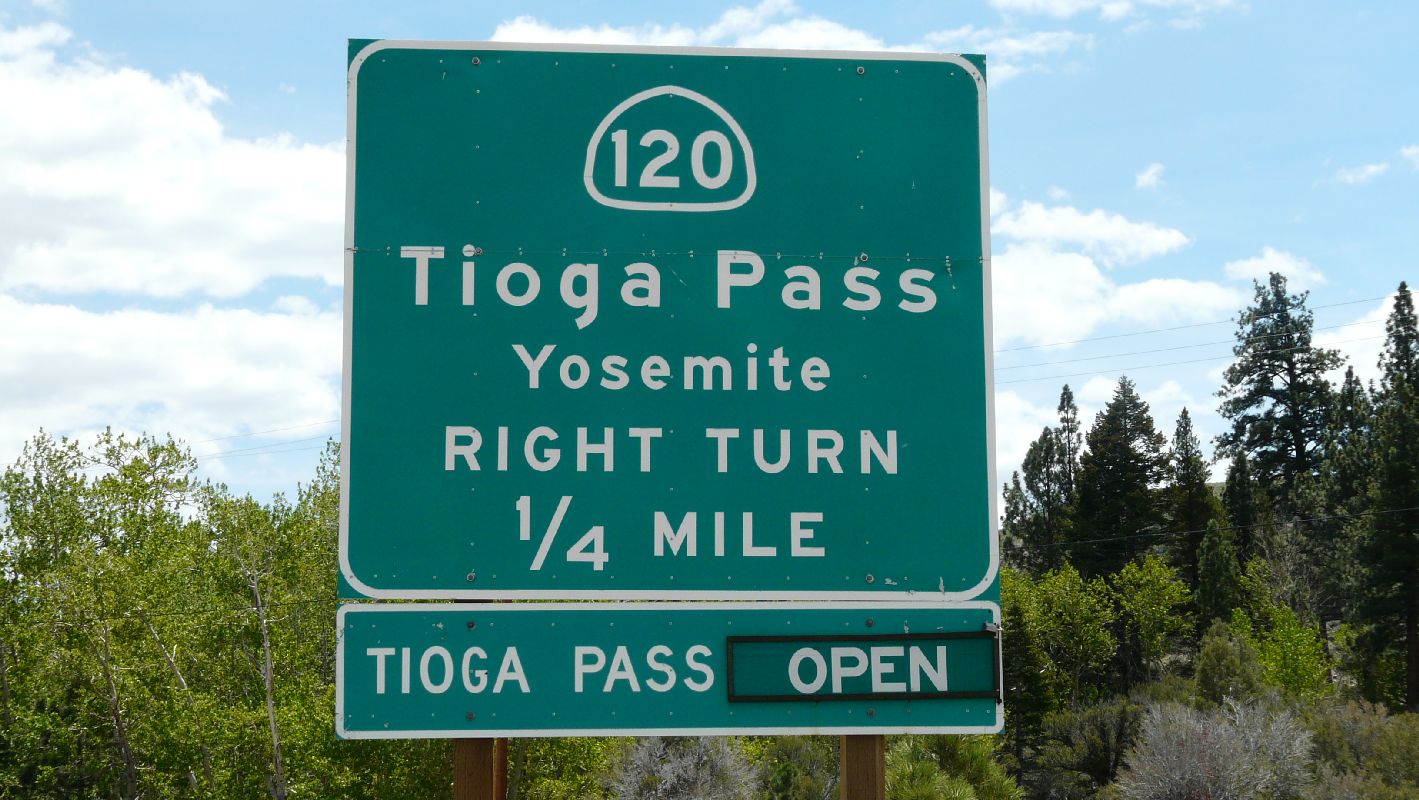 120
Tioga Pass
Yosemite
RIGHT TURN
1/4 MILE
TIOGA PASS OPEN